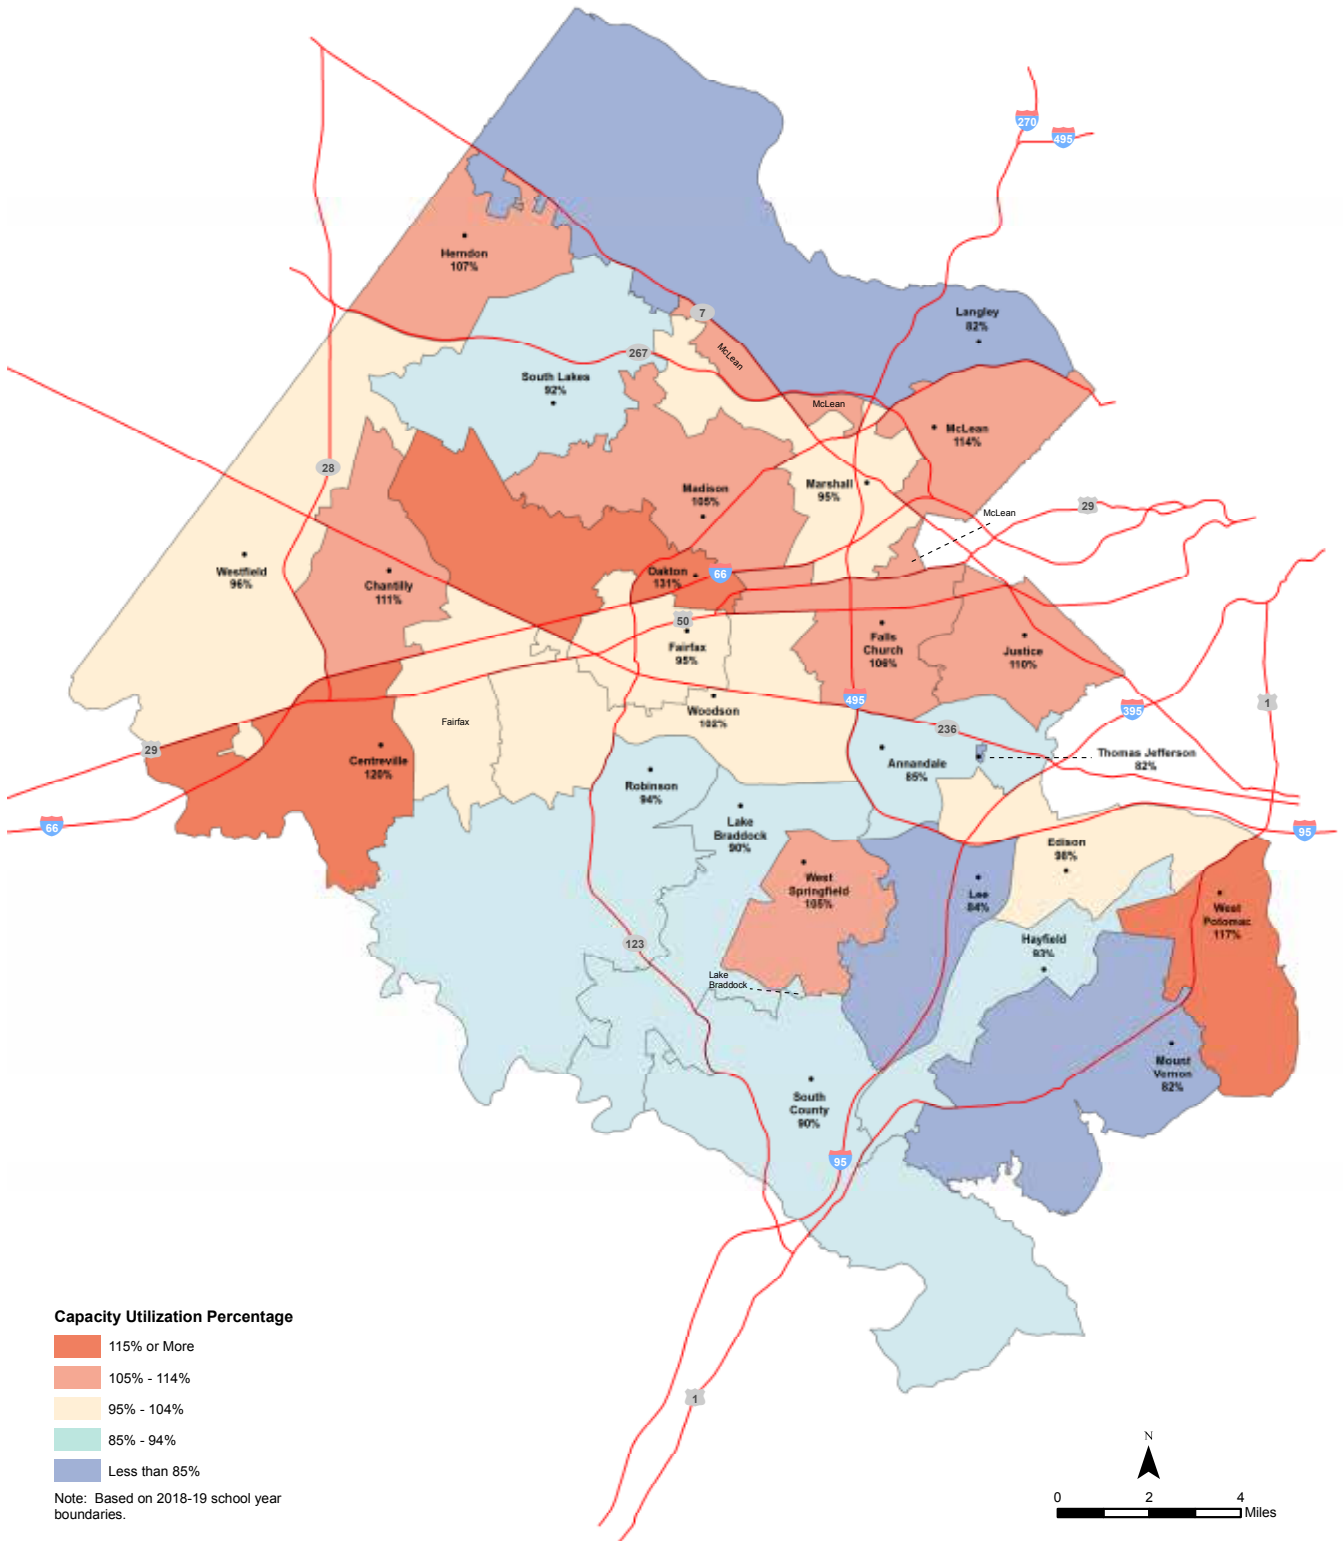 270
495
Herndon
107%
7
Langley
82%
267
McLean
South Lakes
92%
McLean
McLean
114%
28
Madison
105%
Marshall
95%
29
McLean
Westfield
96%
Chantilly
111%
Oakton
131%
66
50
Fairfax
95%
Falls
Church
106%
Justice
110%
495
395
1
Woodson
102%
Fairfax
236
29
Centreville
120%
Annandale
85%
Thomas Jefferson
82%
Robinson
94%
66
Lake
Braddock
90%
95
Edison
98%
West
Springfield
105%
Lee
84%
West
Potomac
117%
123
Hayfield
93%
Lake
Braddock
Mount
Vernon
82%
South
County
90%
95
Capacity Utilization Percentage
115% or More
105% - 114%
95% - 104%
85% - 94%
Less than 85%
Note: Based on 2018-19 school year
boundaries.
1
N
0 2 4
Miles